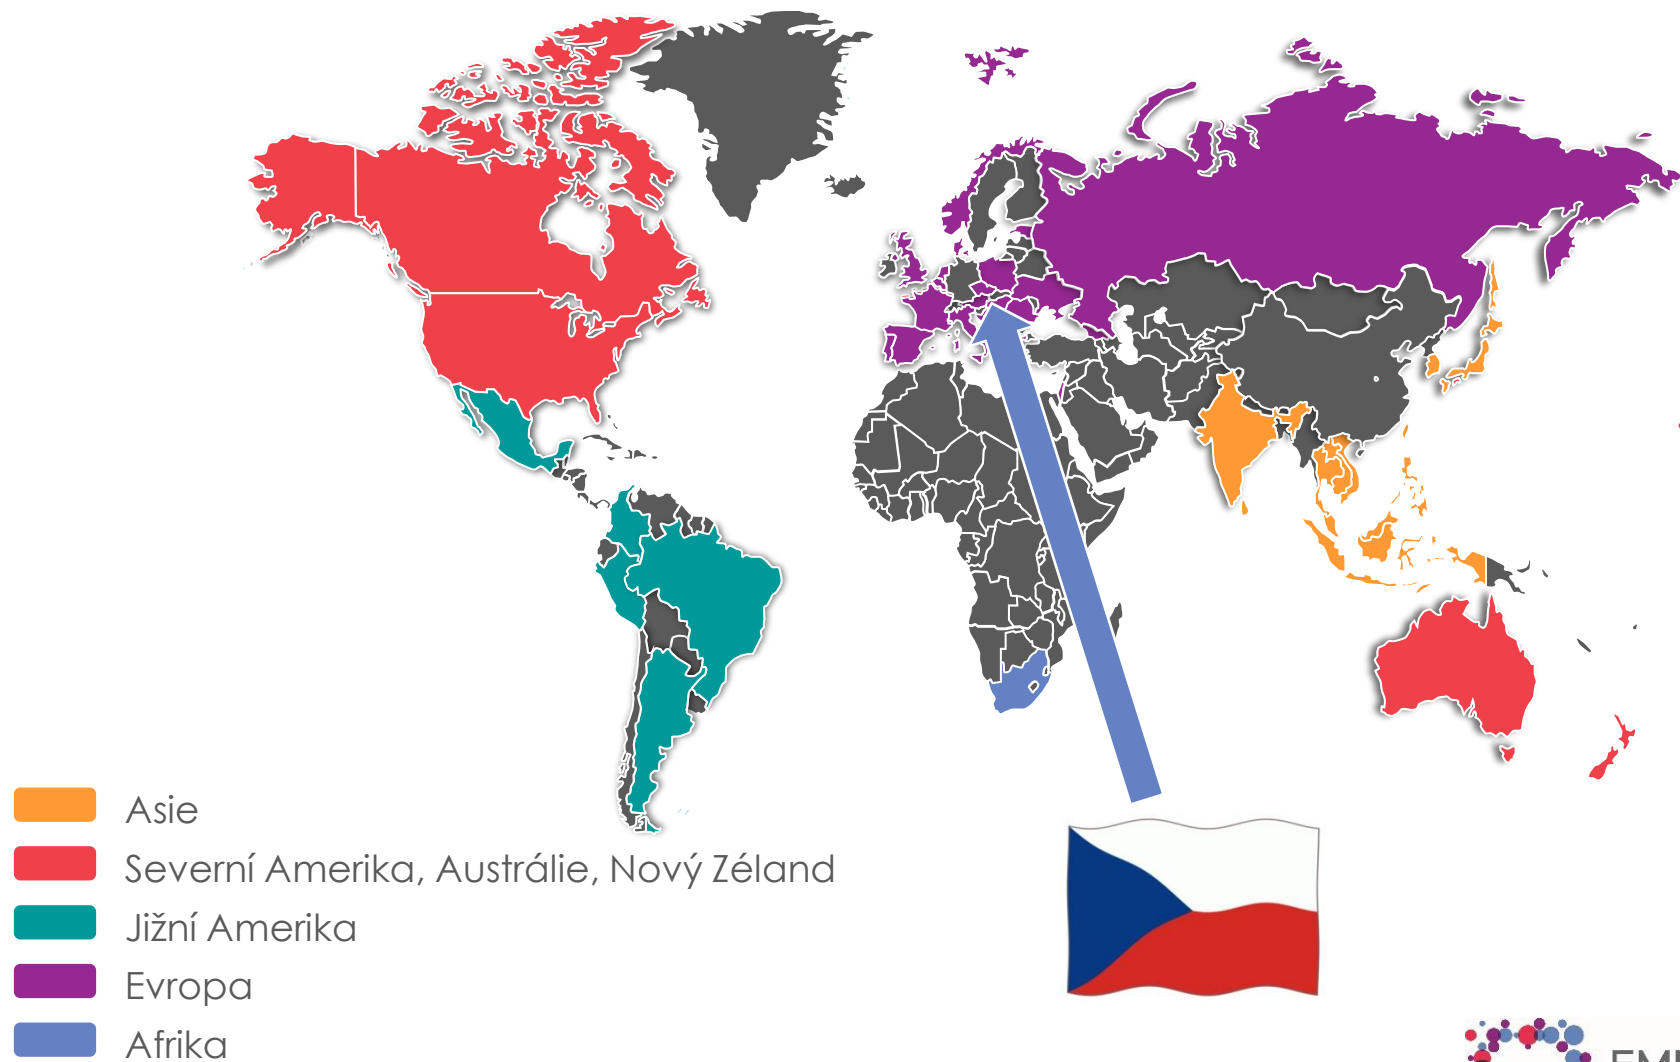 Asie
Severní Amerika, Austrálie, Nový Zéland
Jižní Amerika
Evropa
Afrika